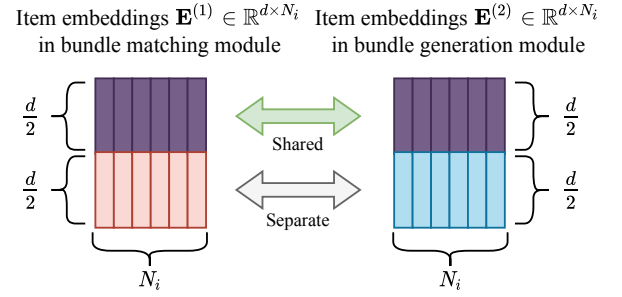 Item embeddings E⁽¹⁾ ∈ ℝ^{d×N_i}
in bundle matching module
Item embeddings E⁽²⁾ ∈ ℝ^{d×N_i}
in bundle generation module
d/2
d/2
Shared
Separate
d/2
d/2
N_i
N_i